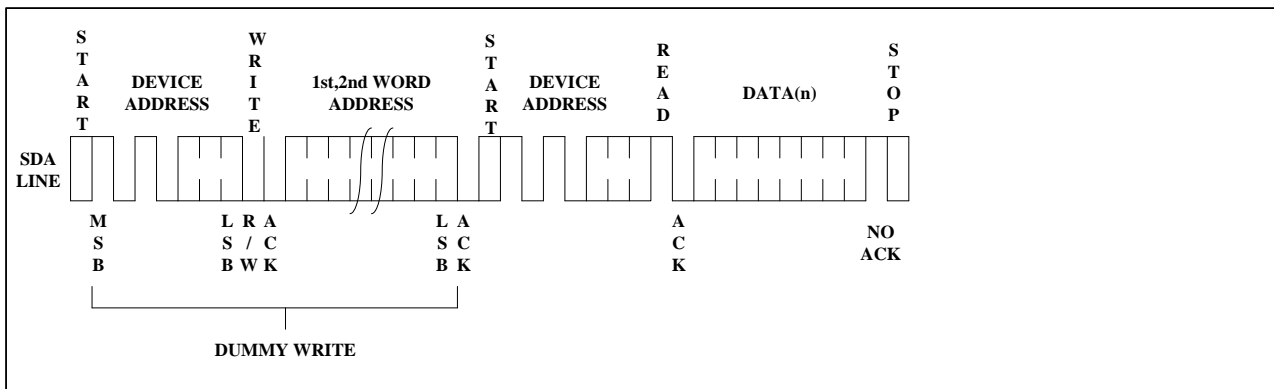 START
DEVICE
ADDRESS
WRITE
1st,2nd WORD
ADDRESS
START
DEVICE
ADDRESS
READ
DATA(n)
STOP
SDA
LINE
MSB
LSB
R/W
ACK
LSB
ACK
ACK
NO
ACK
DUMMY WRITE